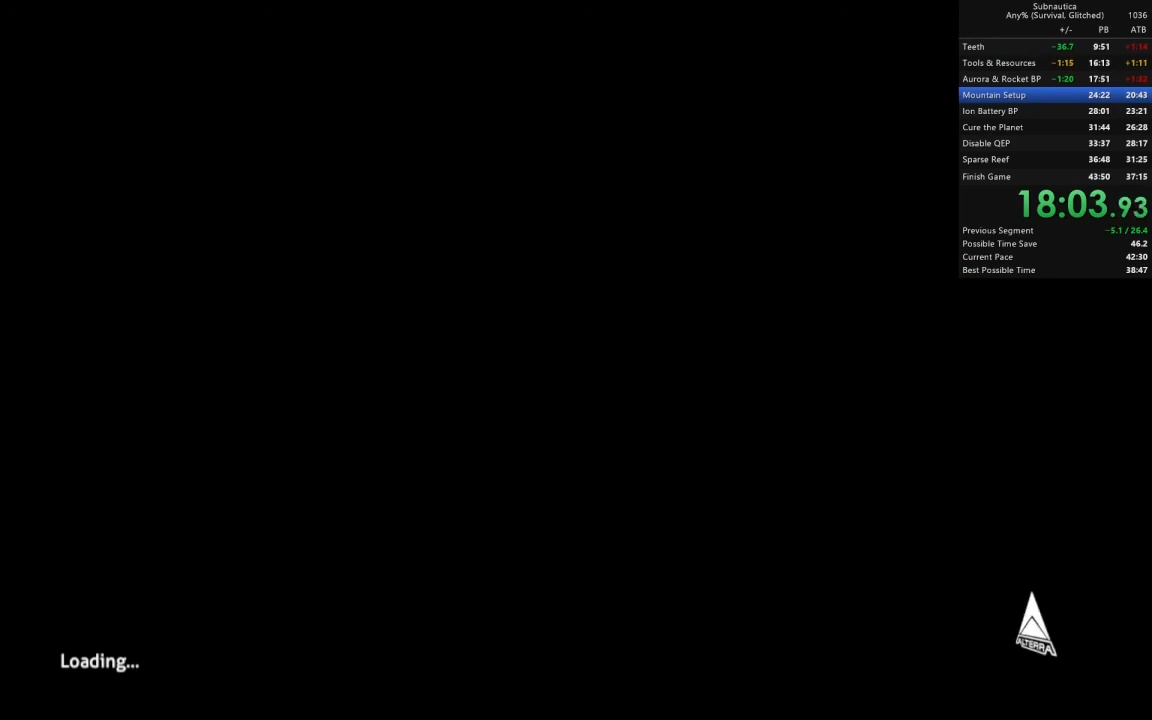 Subnautica
Any% (Survival, Glitched) 1036
+/- PB ATB
Teeth −36.7 9:51 +1:14
Tools & Resources −1:15 16:13 +1:11
Aurora & Rocket BP −1:20 17:51 +1:32
Mountain Setup 24:22 20:43
Ion Battery BP 28:01 23:21
Cure the Planet 31:44 26:28
Disable QEP 33:37 28:17
Sparse Reef 36:48 31:25
Finish Game 43:50 37:15
18:03.93
Previous Segment −5.1 / 26.4
Possible Time Save 46.2
Current Pace 42:30
Best Possible Time 38:47
ALTERRA
Loading...